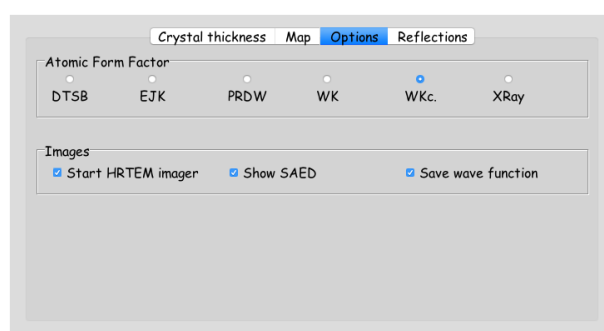 Crystal thickness Map Options Reflections
Atomic Form Factor
DTSB EJK PRDW WK WKc. XRay
Images
Start HRTEM imager Show SAED Save wave function